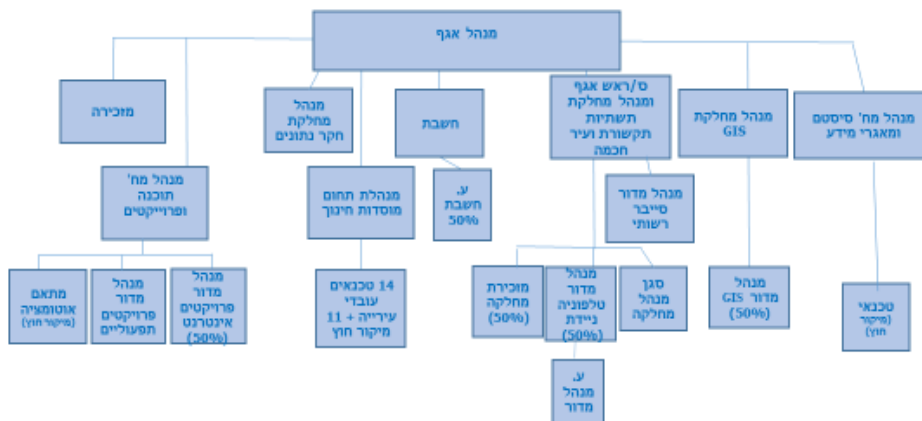 מנהל אגף
מזכירה
מנהל
מחלקת
חקר נתונים
חשבת
ס/ראש אגף
ומנהל מחלקת
תשתיות
תקשורת ועיר
חכמה
מנהל מחלקת
GIS
מנהל מח' סיסטם
ומאגרי מידע
מנהל מח'
תוכנה
ופרוייקטים
מנהלת תחום
מוסדות חינוך
ע.
חשבת
50%
מנהל מדור
סייבר
רשותי
מתאם
אוטומציה
(מיקור חוץ)
מנהל
מדור
פרויקטים
תפעוליים
מנהל
מדור
פרויקטים
אינטרנט
(50%)
14 טכנאים
עובדי
עירייה + 11
מיקור חוץ
מזכירת
מחלקה
(50%)
מנהל
מדור
טלפוניה
ניידת
(50%)
סגן
מנהל
מחלקה
מנהל
מדור GIS
(50%)
טכנאי
(מיקור
חוץ)
ע.
מנהל
מדור